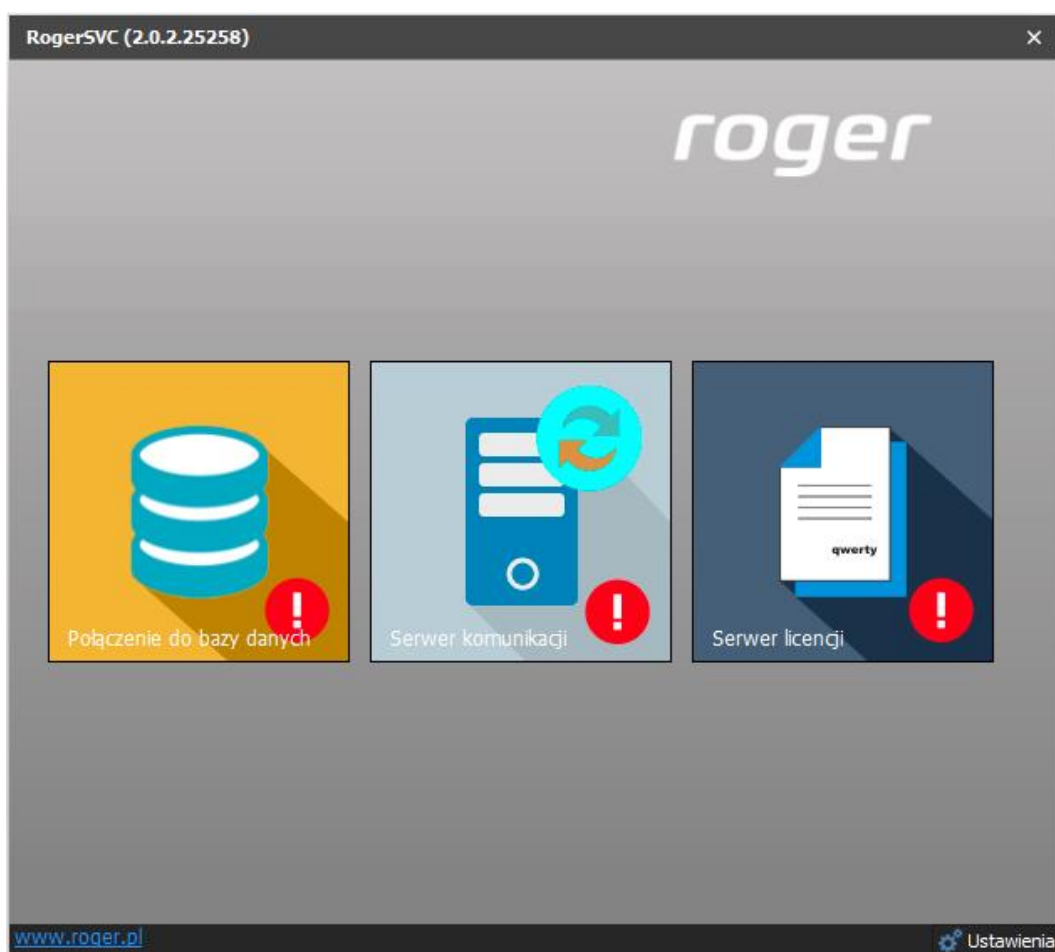 RogerSVC (2.0.2.25258)
roger
qwerty
Połączenie do bazy danych
Serwer komunikacji
Serwer licencji
www.roger.pl
Ustawienia